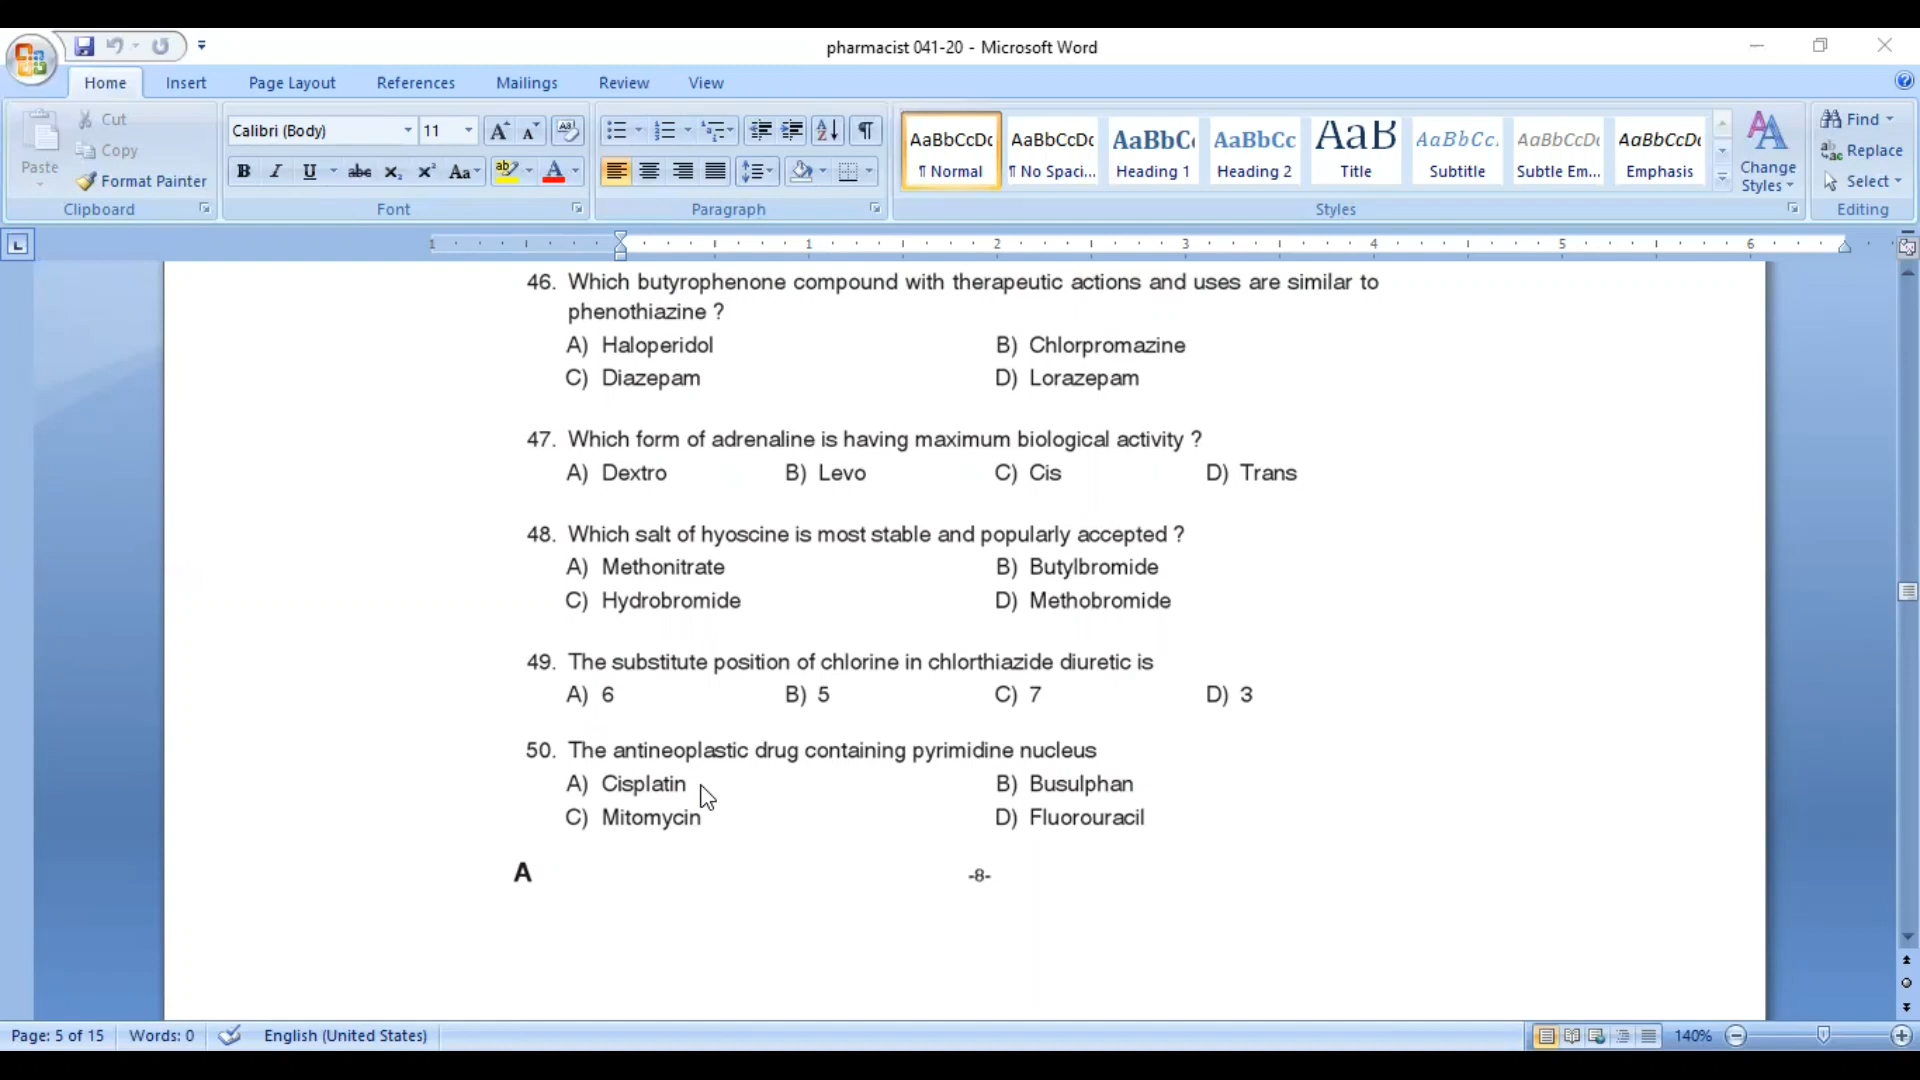 pharmacist 041-20 - Microsoft Word
Home Insert Page Layout References Mailings Review View
Cut
Copy
Paste
Format Painter
Calibri (Body) 11
AaBbCcDc AaBbCcDc AaBbC AaBbCc AaB AaBbCc. AaBbCcDc AaBbCcDc
¶ Normal ¶ No Spaci... Heading 1 Heading 2 Title Subtitle Subtle Em... Emphasis
Change Styles
Find
Replace
Select
Clipboard Font Paragraph Styles Editing
1 1 2 3 4 5 6
46. Which butyrophenone compound with therapeutic actions and uses are similar to
phenothiazine ?
A) Haloperidol B) Chlorpromazine
C) Diazepam D) Lorazepam
47. Which form of adrenaline is having maximum biological activity ?
A) Dextro B) Levo C) Cis D) Trans
48. Which salt of hyoscine is most stable and popularly accepted ?
A) Methonitrate B) Butylbromide
C) Hydrobromide D) Methobromide
49. The substitute position of chlorine in chlorthiazide diuretic is
A) 6 B) 5 C) 7 D) 3
50. The antineoplastic drug containing pyrimidine nucleus
A) Cisplatin B) Busulphan
C) Mitomycin D) Fluorouracil
A -8-
Page: 5 of 15 Words: 0 English (United States) 140%